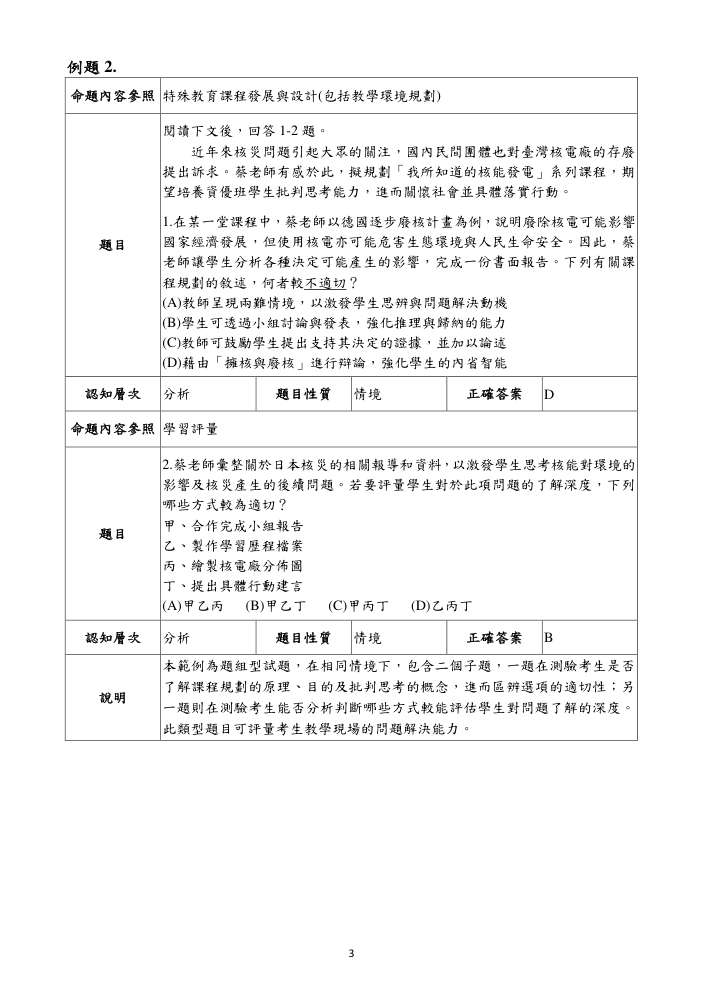 例題 2.
命題內容參照 特殊教育課程發展與設計(包括教學環境規劃)
題目
閱讀下文後，回答 1-2 題。
近年來核災問題引起大眾的關注，國內民間團體也對臺灣核電廠的存廢
提出訴求。蔡老師有感於此，擬規劃「我所知道的核能發電」系列課程，期
望培養資優班學生批判思考能力，進而關懷社會並具體落實行動。
1.在某一堂課程中，蔡老師以德國逐步廢核計畫為例，說明廢除核電可能影響
國家經濟發展，但使用核電亦可能危害生態環境與人民生命安全。因此，蔡
老師讓學生分析各種決定可能產生的影響，完成一份書面報告。下列有關課
程規劃的敘述，何者較不適切？
(A)教師呈現兩難情境，以激發學生思辨與問題解決動機
(B)學生可透過小組討論與發表，強化推理與歸納的能力
(C)教師可鼓勵學生提出支持其決定的證據，並加以論述
(D)藉由「擁核與廢核」進行辯論，強化學生的內省智能
認知層次 分析 題目性質 情境 正確答案 D
命題內容參照 學習評量
題目
2.蔡老師彙整關於日本核災的相關報導和資料，以激發學生思考核能對環境的
影響及核災產生的後續問題。若要評量學生對於此項問題的了解深度，下列
哪些方式較為適切？
甲、合作完成小組報告
乙、製作學習歷程檔案
丙、繪製核電廠分佈圖
丁、提出具體行動建言
(A)甲乙丙 (B)甲乙丁 (C)甲丙丁 (D)乙丙丁
認知層次 分析 題目性質 情境 正確答案 B
說明
本範例為題組型試題，在相同情境下，包含二個子題，一題在測驗考生是否
了解課程規劃的原理、目的及批判思考的概念，進而區辨選項的適切性；另
一題則在測驗考生能否分析判斷哪些方式較能評估學生對問題了解的深度。
此類型題目可評量考生教學現場的問題解決能力。
3